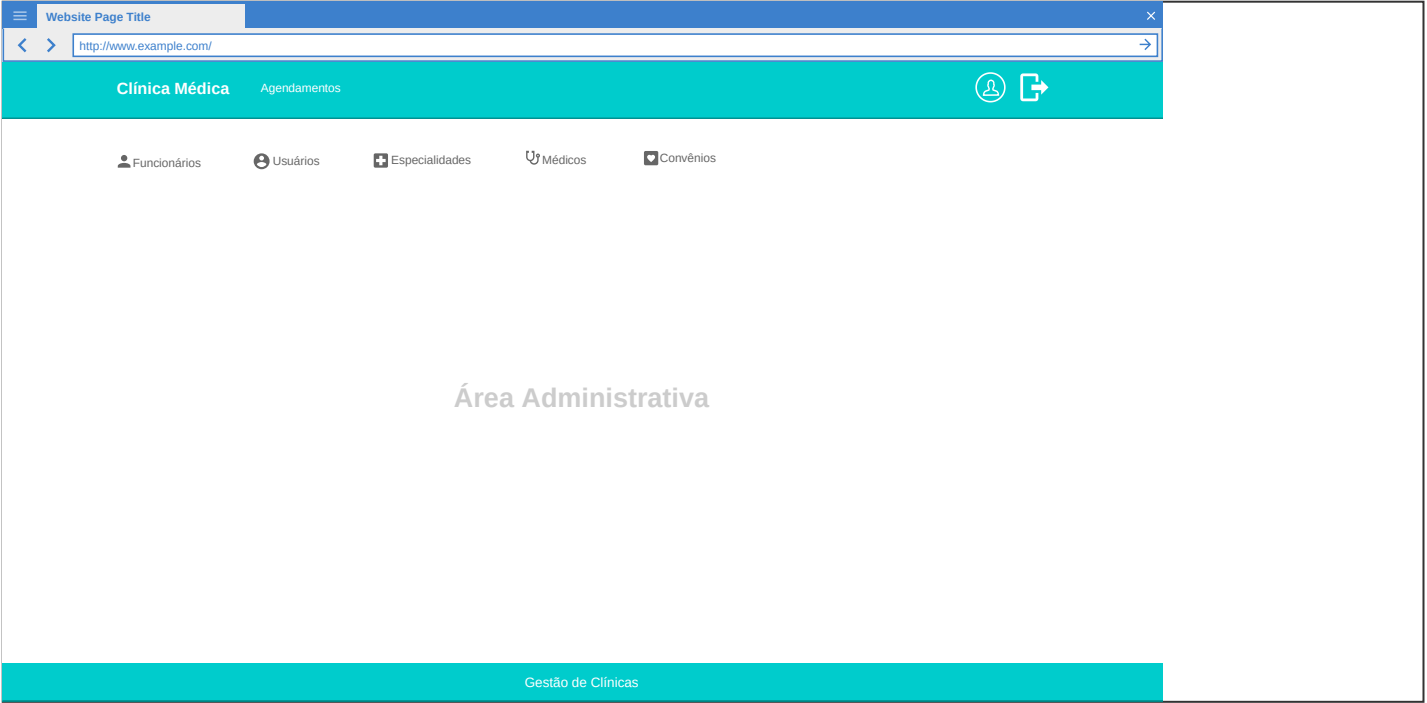 Website Page Title
http://www.example.com/
Clínica Médica Agendamentos
Funcionários Usuários Especialidades Médicos Convênios
Área Administrativa
Gestão de Clínicas